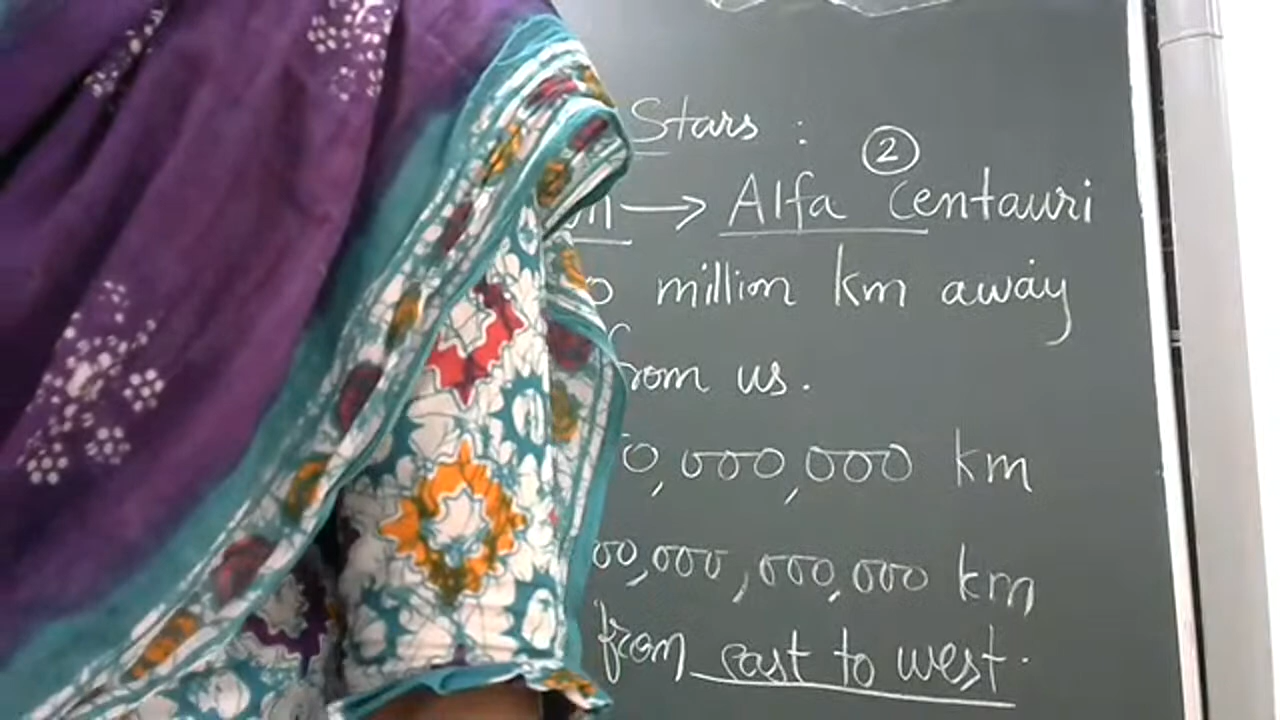 Stars :
②
→ Alfa Centauri
0 million km away
from us.
0,000,000 km
00,000,000,000 km
from east to west.